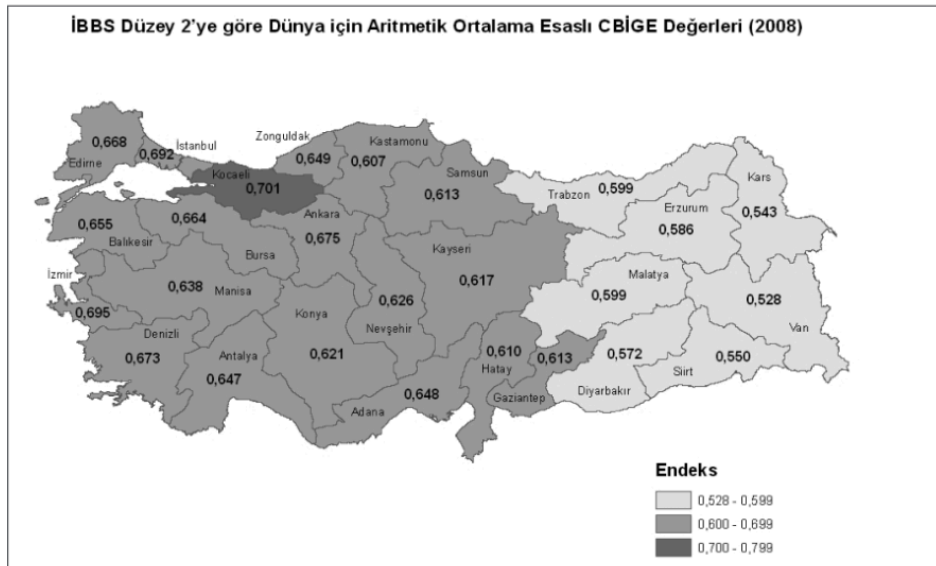 İBBS Düzey 2'ye göre Dünya için Aritmetik Ortalama Esaslı CBİGE Değerleri (2008)
0,668
Edirne
İstanbul
0,692
Zonguldak
0,649
Kastamonu
0,607
Kocaeli
0,701
Samsun
0,613
Trabzon
0,599
Kars
0,543
Erzurum
0,586
0,655
Balıkesir
0,664
Bursa
Ankara
0,675
Kayseri
0,617
Malatya
0,599
0,528
Van
İzmir
0,695
0,638
Manisa
Konya
0,621
0,626
Nevşehir
Denizli
0,673
Antalya
0,647
Adana
0,648
0,610
Hatay
0,613
Gaziantep
0,572
Diyarbakır
Siirt
0,550
Endeks
0,528 - 0,599
0,600 - 0,699
0,700 - 0,799